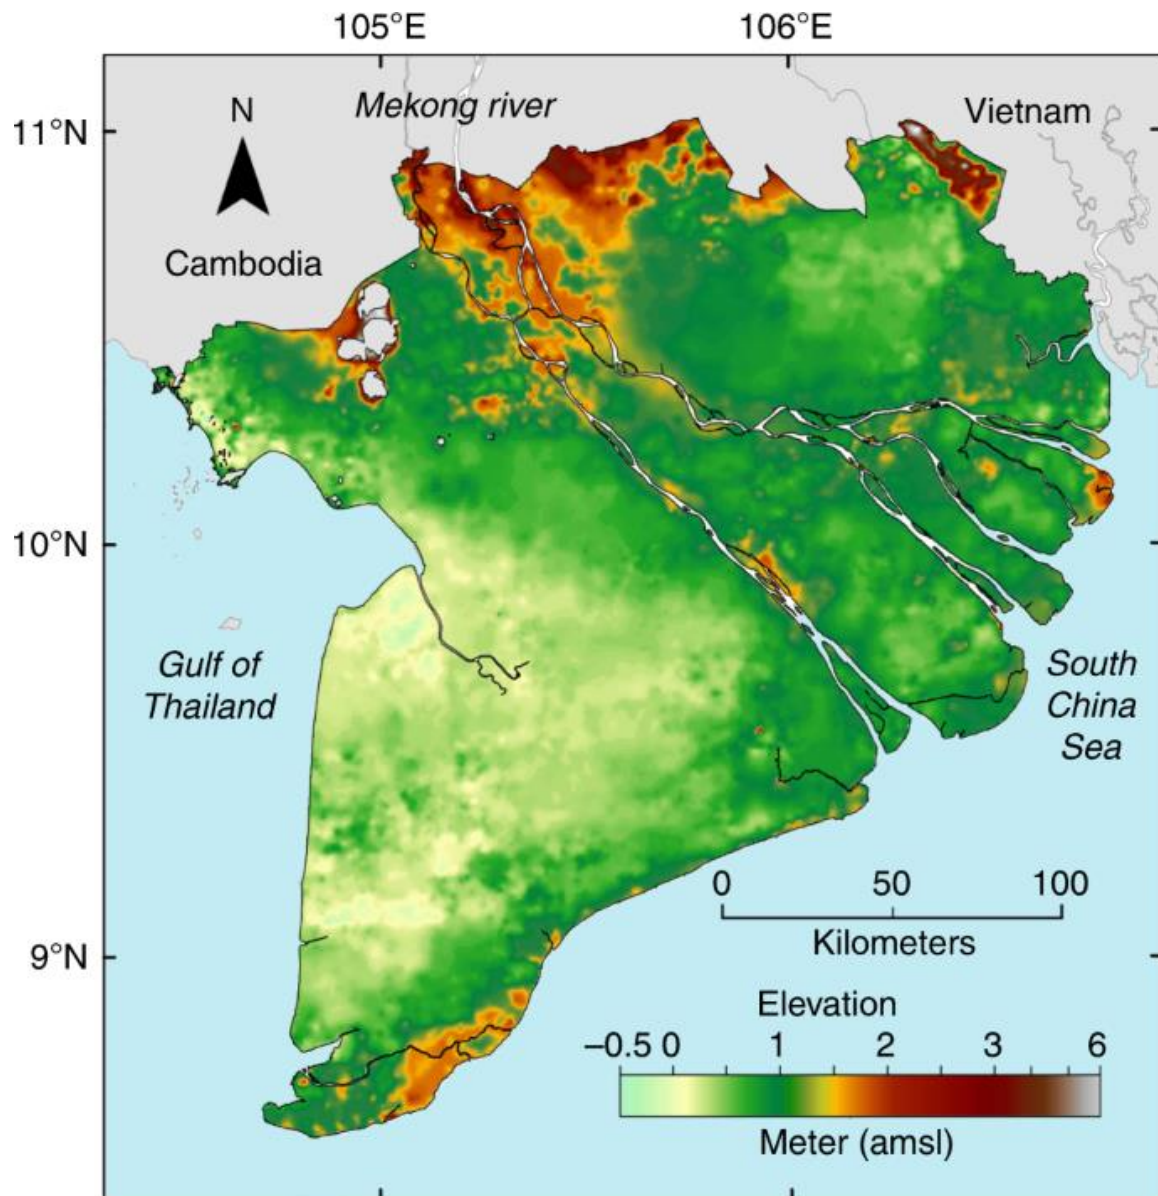 105°E 106°E
Mekong river
Vietnam
N
11°N
Cambodia
10°N
Gulf of
Thailand
South
China
Sea
0 50 100
Kilometers
9°N
Elevation
–0.5 0 1 2 3 6
Meter (amsl)